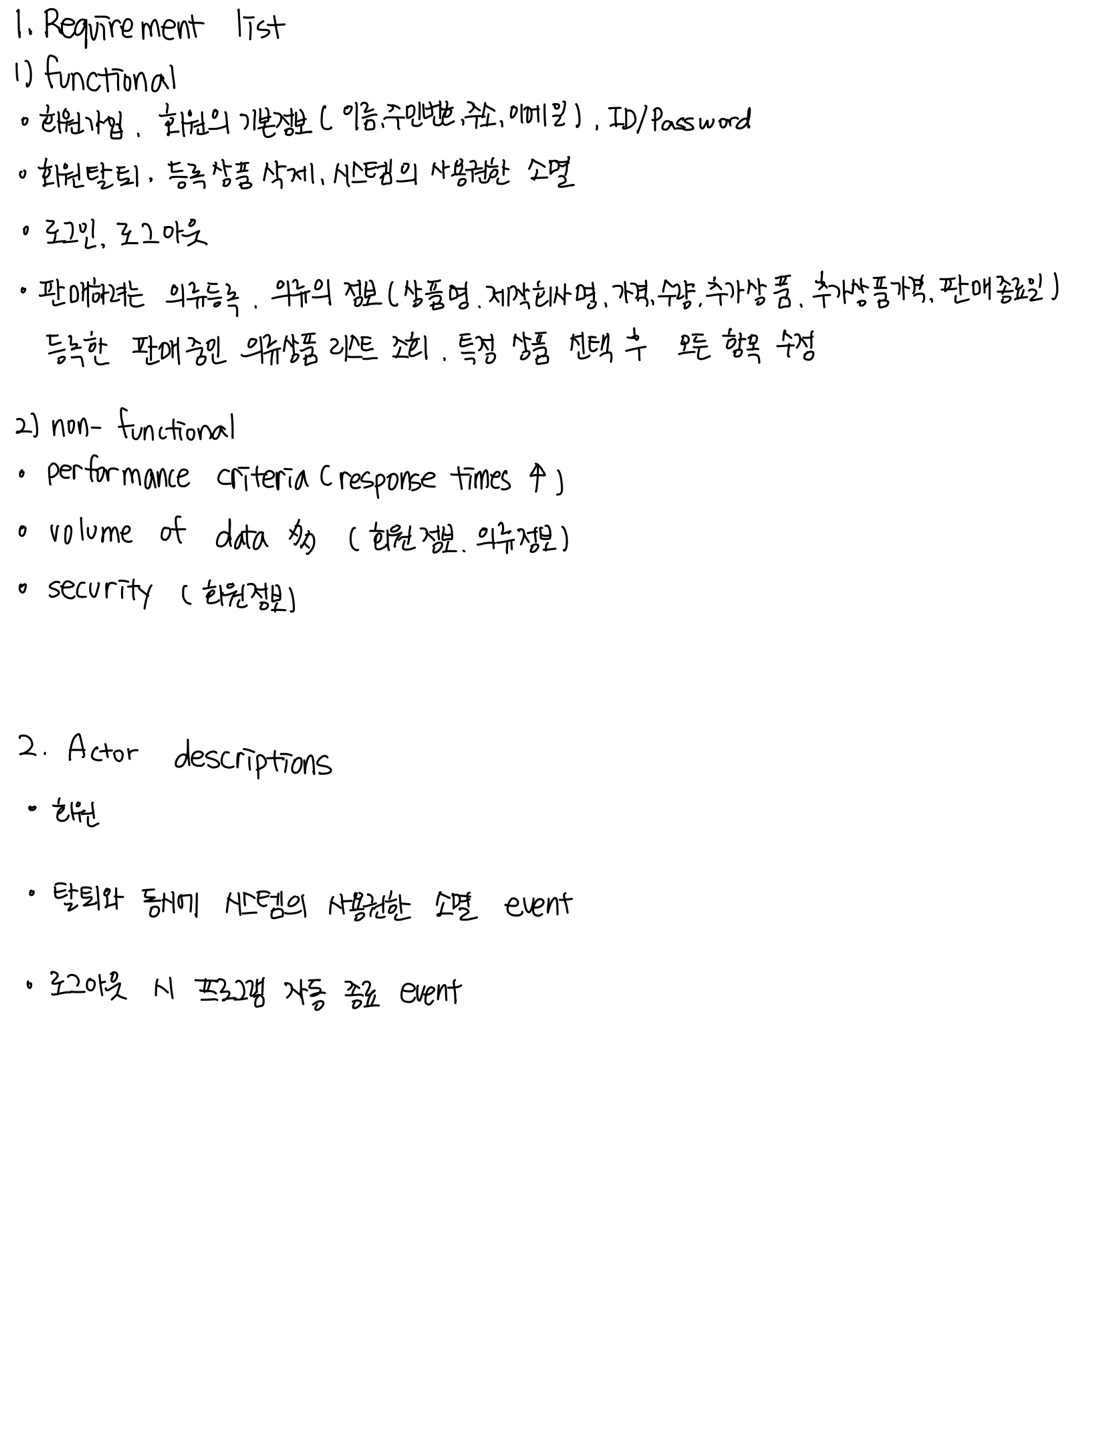 1. Requirement list
1) functional
• 회원가입, 회원의 기본정보(이름,주민번호,주소,이메일), ID/Password
• 회원탈퇴, 등록상품 삭제, 시스템의 사용권한 소멸
• 로그인, 로그아웃
• 판매하려는 의류등록, 의류의 정보(상품명, 제작회사명, 가격, 수량, 추가상품, 추가상품가격, 판매종료일)
등록한 판매중인 의류상품 리스트 조회, 특정 상품 선택 후 모든 항목 수정
2) non-functional
• performance criteria (response times ↑)
• volume of data 多 (회원정보, 의류정보)
• security (회원정보)
2. Actor descriptions
• 회원
• 탈퇴와 동시에 시스템의 사용권한 소멸 event
• 로그아웃 시 프로그램 자동 종료 event